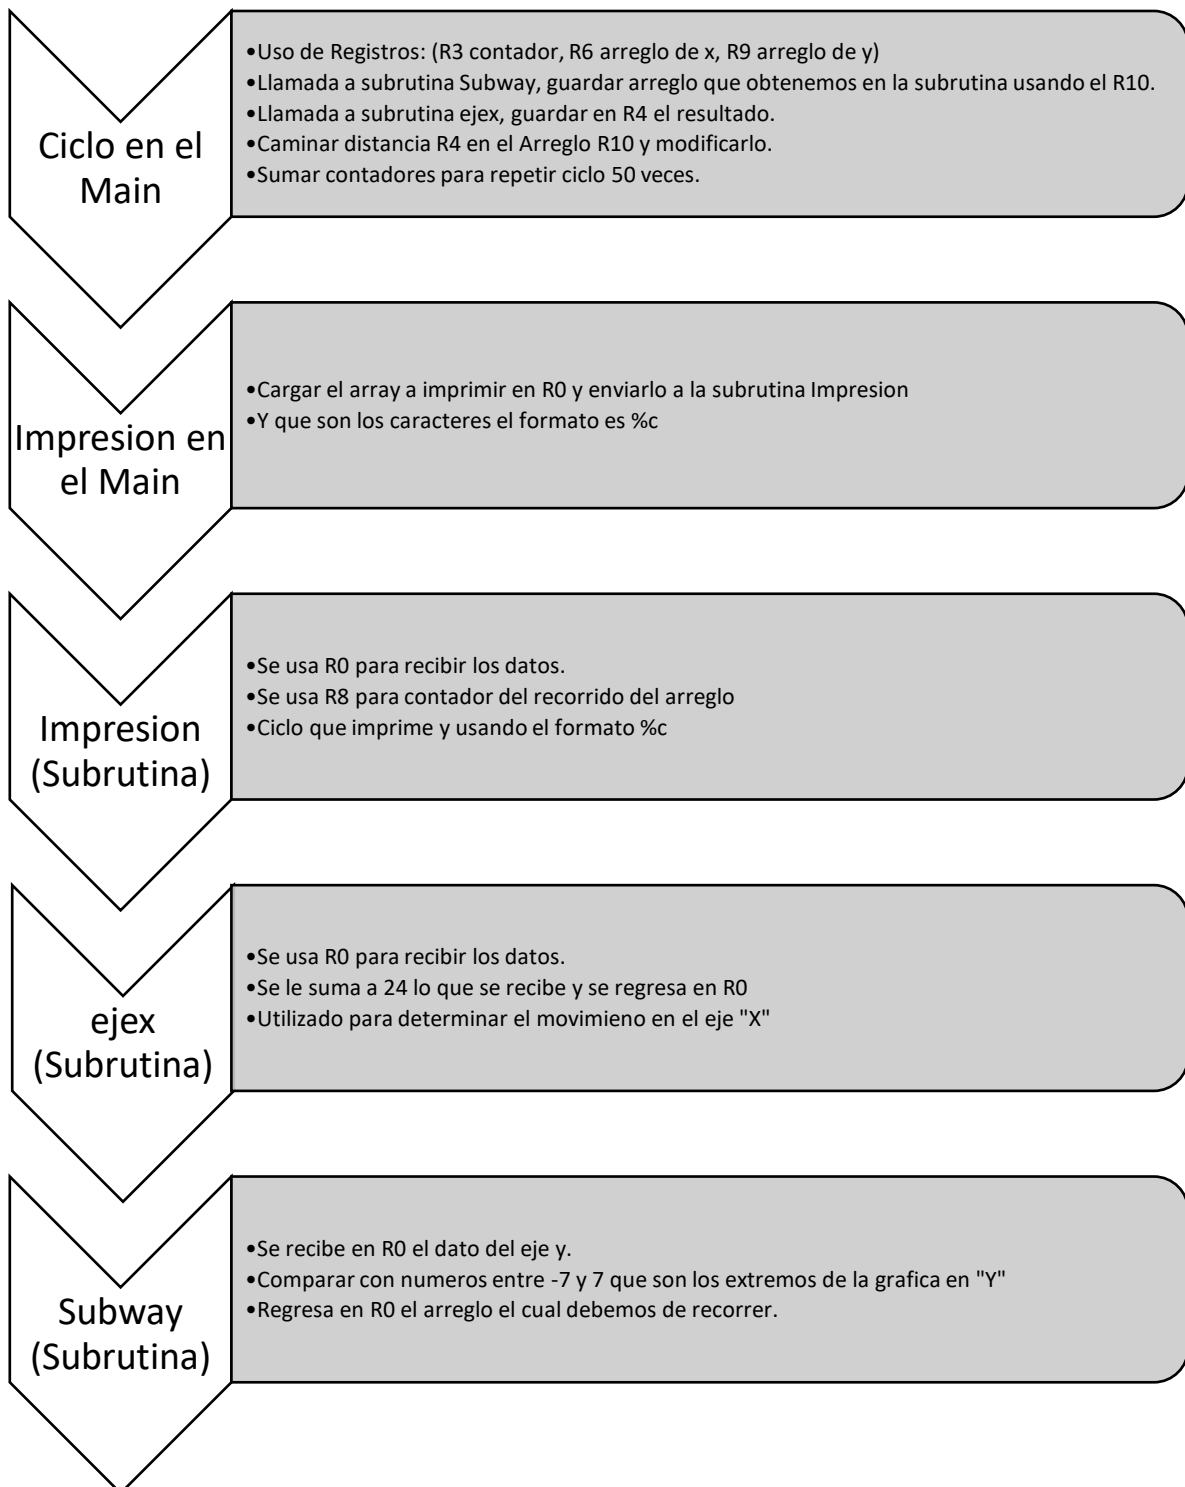 Ciclo en el
Main
•Uso de Registros: (R3 contador, R6 arreglo de x, R9 arreglo de y)
•Llamada a subrutina Subway, guardar arreglo que obtenemos en la subrutina usando el R10.
•Llamada a subrutina ejex, guardar en R4 el resultado.
•Caminar distancia R4 en el Arreglo R10 y modificarlo.
•Sumar contadores para repetir ciclo 50 veces.
Impresion en
el Main
•Cargar el array a imprimir en R0 y enviarlo a la subrutina Impresion
•Y que son los caracteres el formato es %c
Impresion
(Subrutina)
•Se usa R0 para recibir los datos.
•Se usa R8 para contador del recorrido del arreglo
•Ciclo que imprime y usando el formato %c
ejex
(Subrutina)
•Se usa R0 para recibir los datos.
•Se le suma a 24 lo que se recibe y se regresa en R0
•Utilizado para determinar el movimieno en el eje "X"
Subway
(Subrutina)
•Se recibe en R0 el dato del eje y.
•Comparar con numeros entre -7 y 7 que son los extremos de la grafica en "Y"
•Regresa en R0 el arreglo el cual debemos de recorrer.